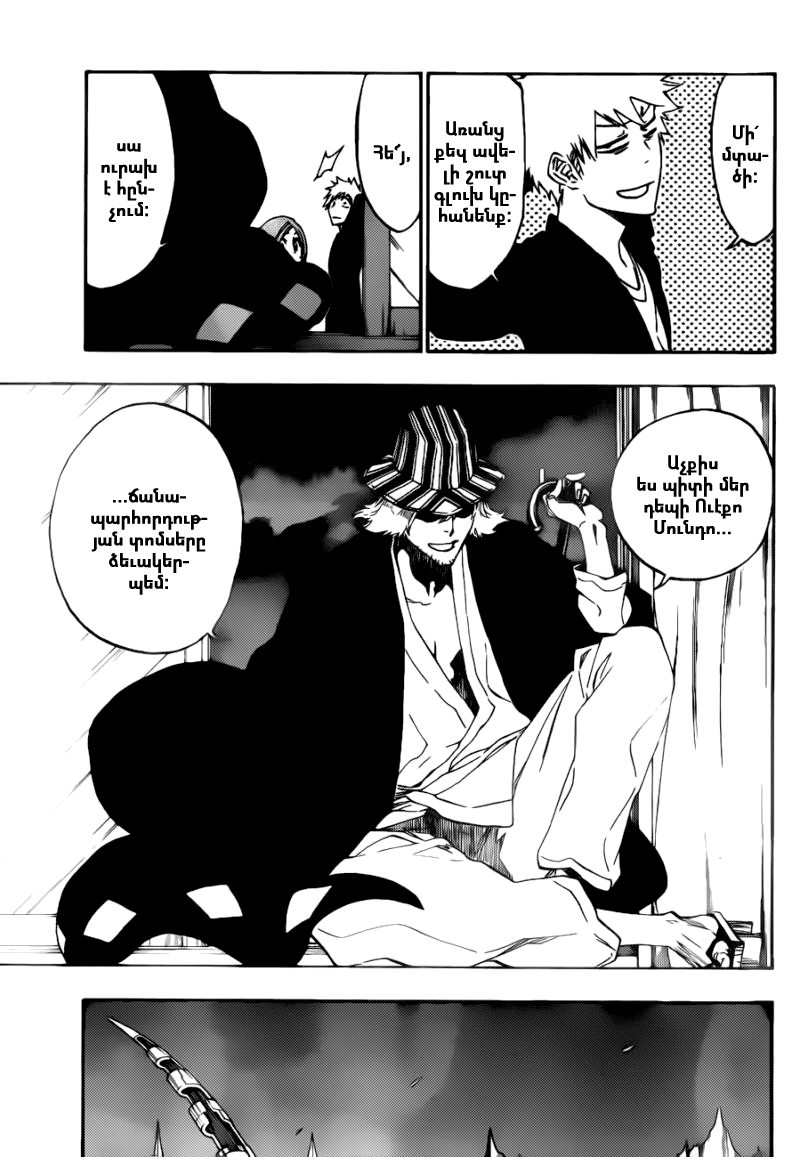 Մի՛
մտա-
ծի:
Առանց
քեզ ավե-
լի շուտ
գլուխ կը-
հանենք:
Հե՜յ,
սա
ուրախ
է հըն-
չում:
Աչքիս
ես պիտի մեր
դեպի Ուէքո
Մունդո...
...ճանա-
պարհորդութ-
յան տոմսերը
ձեւակեր-
պեմ: